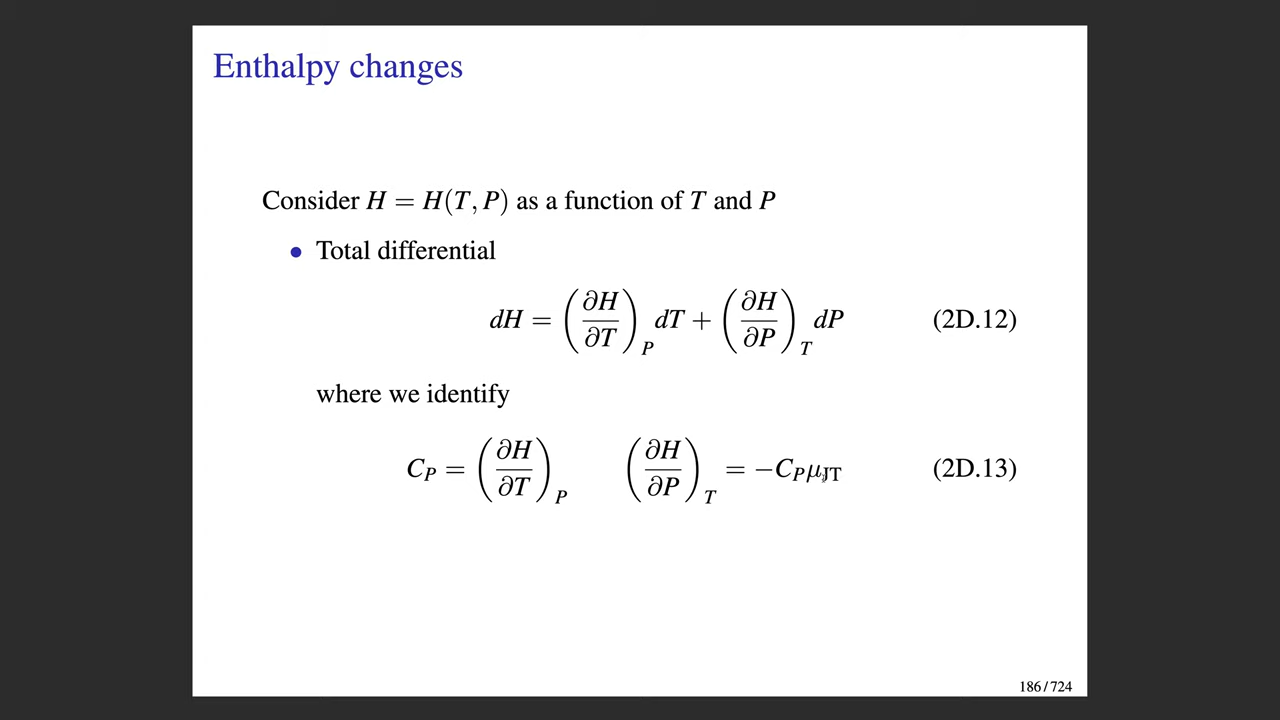 Enthalpy changes
Consider H = H(T, P) as a function of T and P
• Total differential
dH = (∂H/∂T)_P dT + (∂H/∂P)_T dP (2D.12)
where we identify
C_P = (∂H/∂T)_P (∂H/∂P)_T = −C_P μ_JT (2D.13)
186 / 724